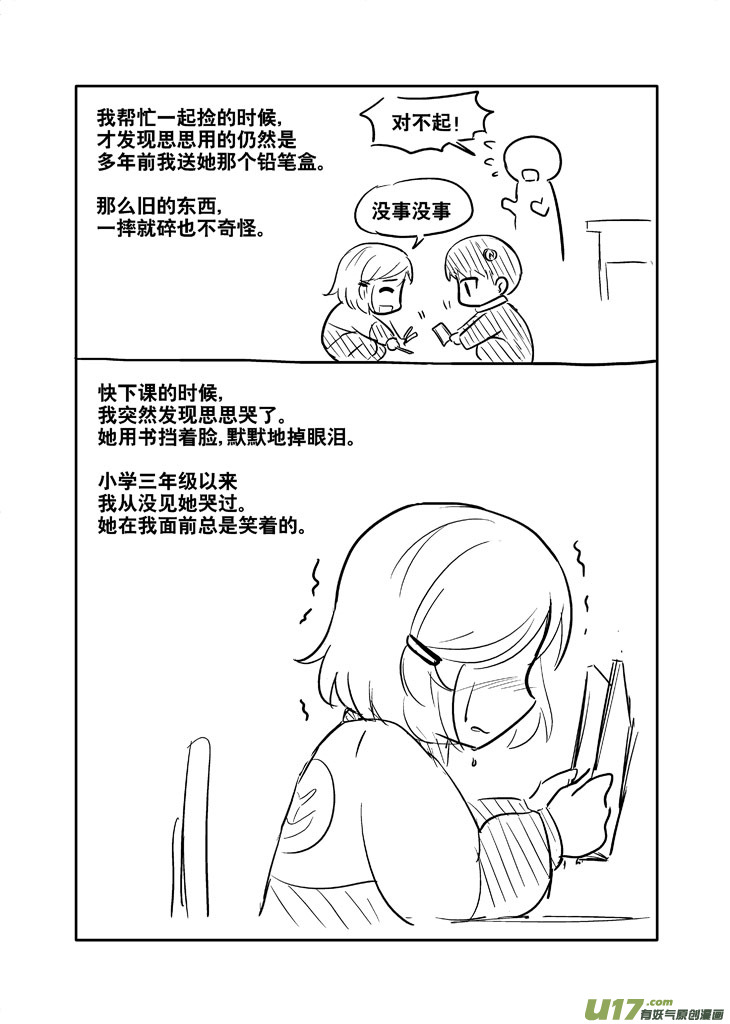 我帮忙一起捡的时候，
才发现思思用的仍然是
多年前我送她那个铅笔盒。
那么旧的东西，
一摔就碎也不奇怪。
对不起！
没事没事
快下课的时候，
我突然发现思思哭了。
她用书挡着脸，默默地掉眼泪。
小学三年级以来
我从没见她哭过。
她在我面前总是笑着的。
U17.com
有妖气原创漫画